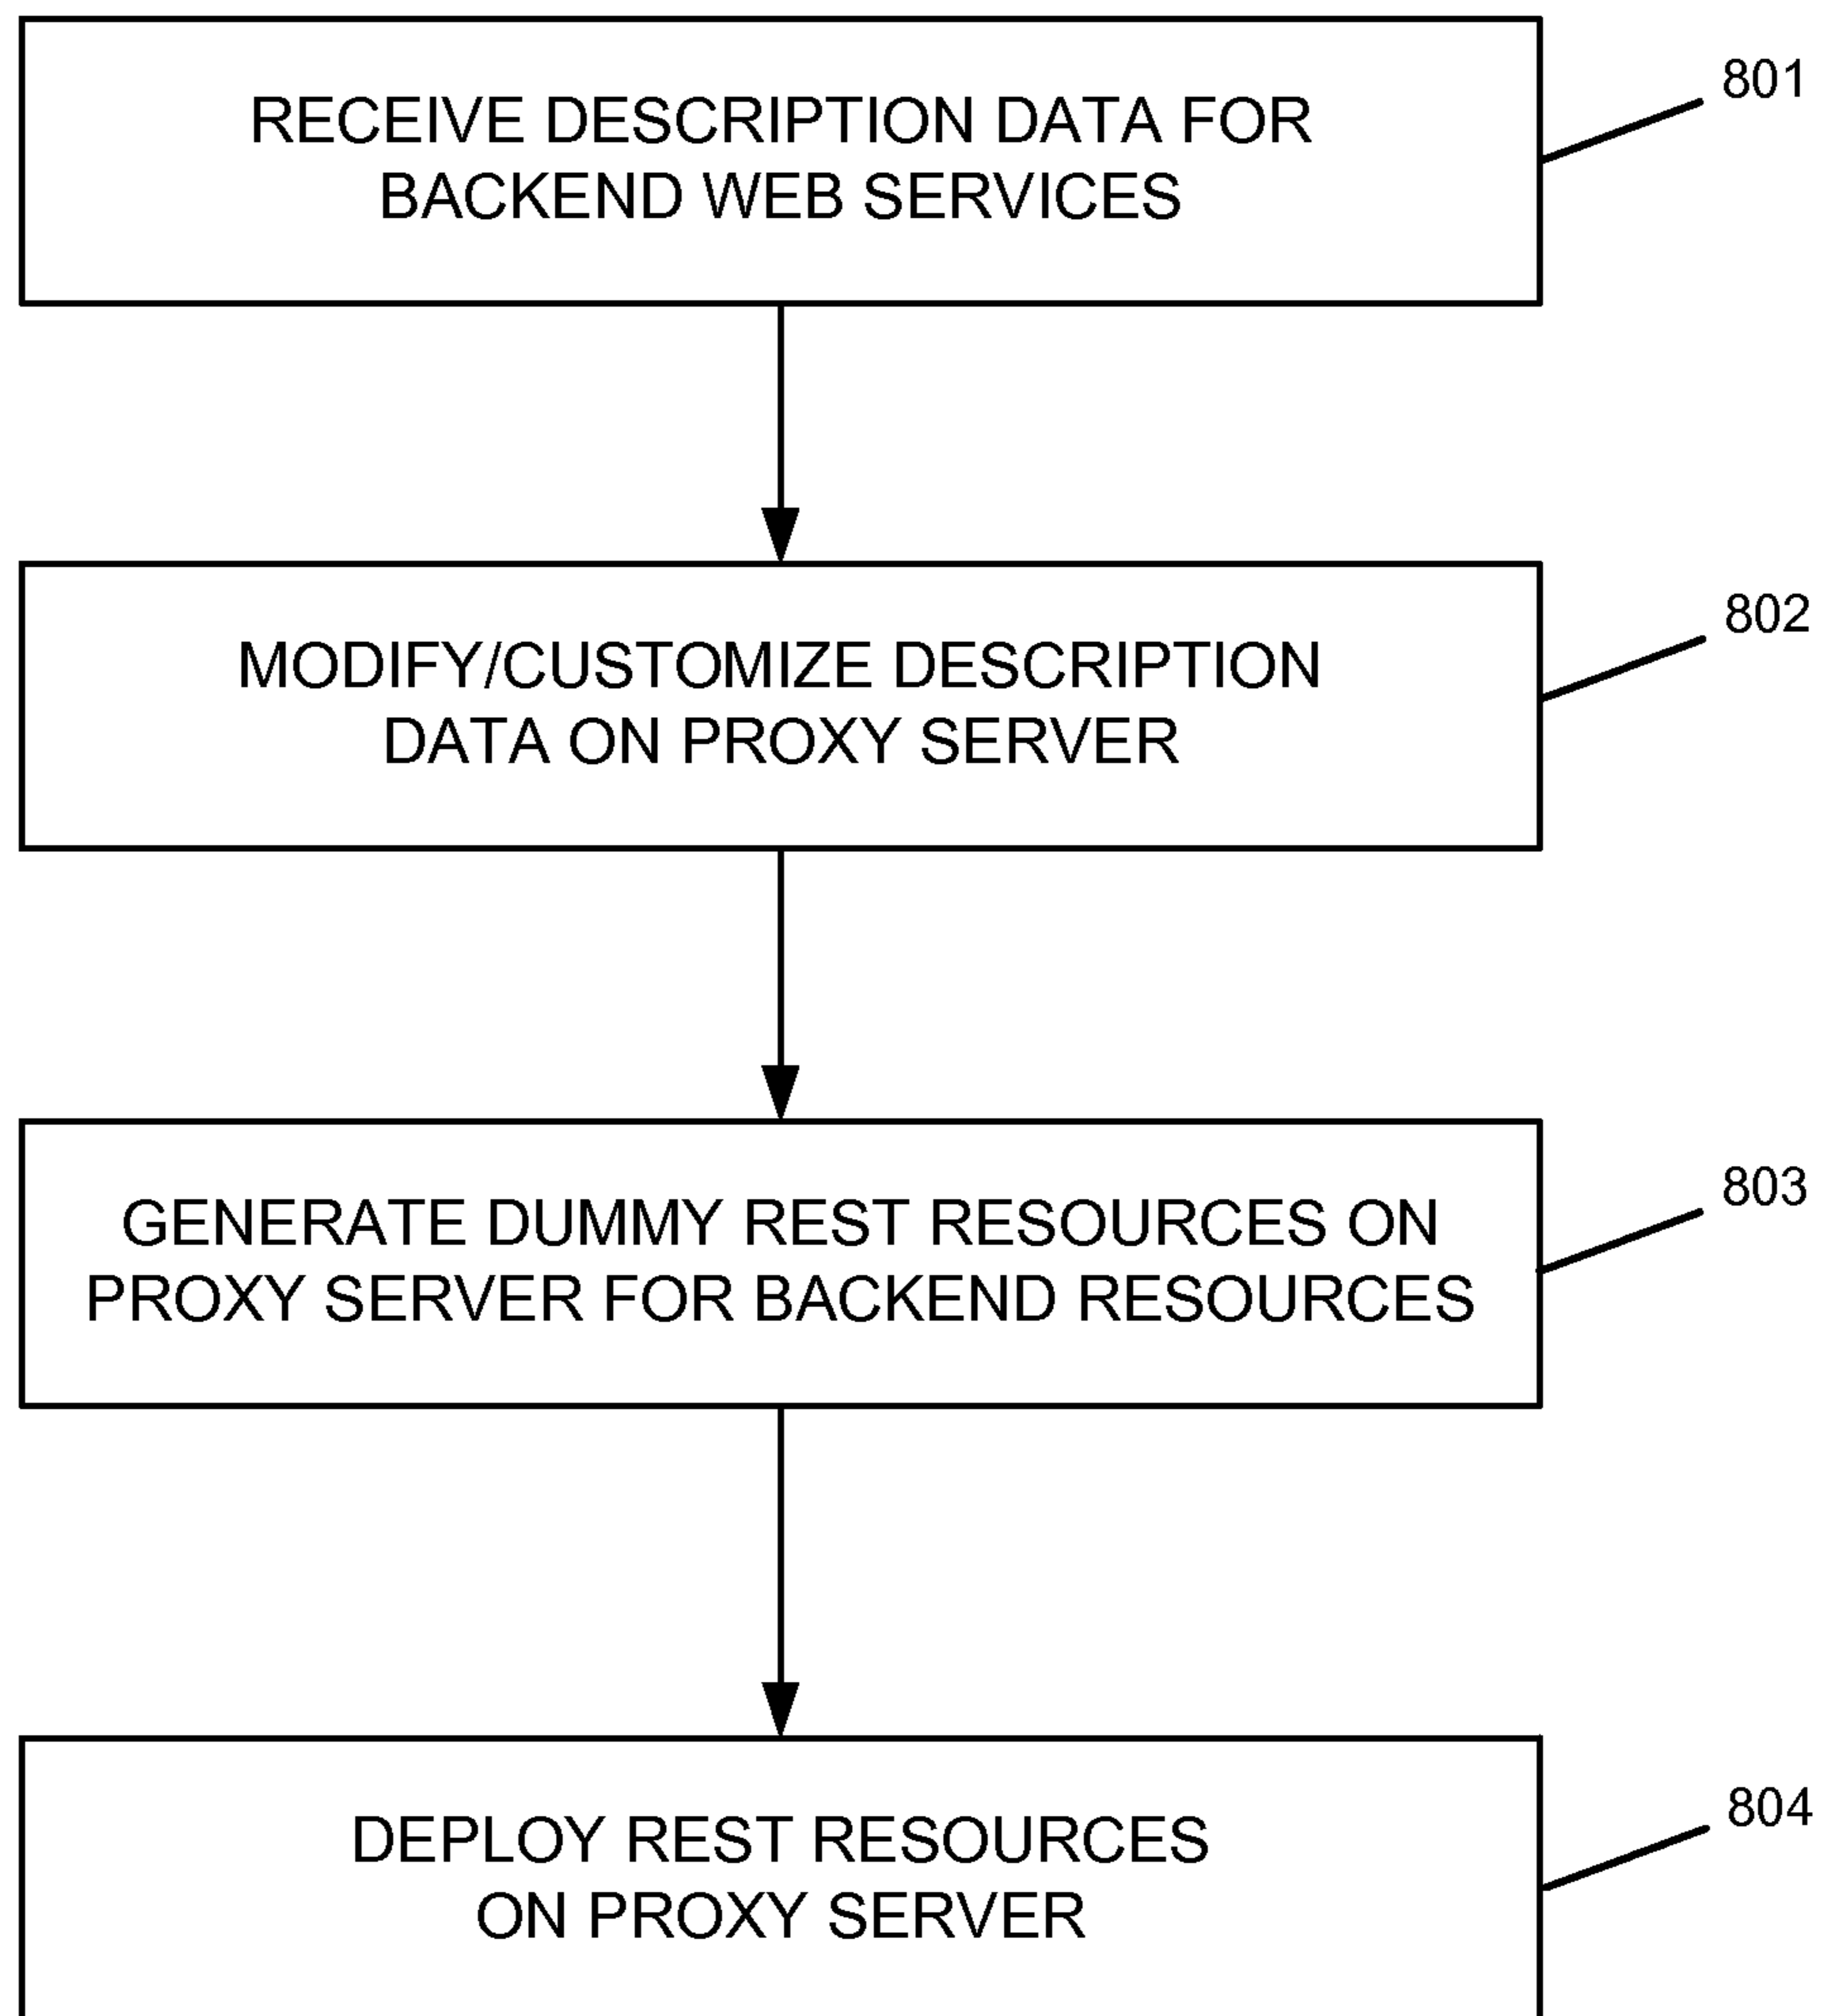 RECEIVE DESCRIPTION DATA FOR
BACKEND WEB SERVICES
801
MODIFY/CUSTOMIZE DESCRIPTION
DATA ON PROXY SERVER
802
GENERATE DUMMY REST RESOURCES ON
PROXY SERVER FOR BACKEND RESOURCES
803
DEPLOY REST RESOURCES
ON PROXY SERVER
804